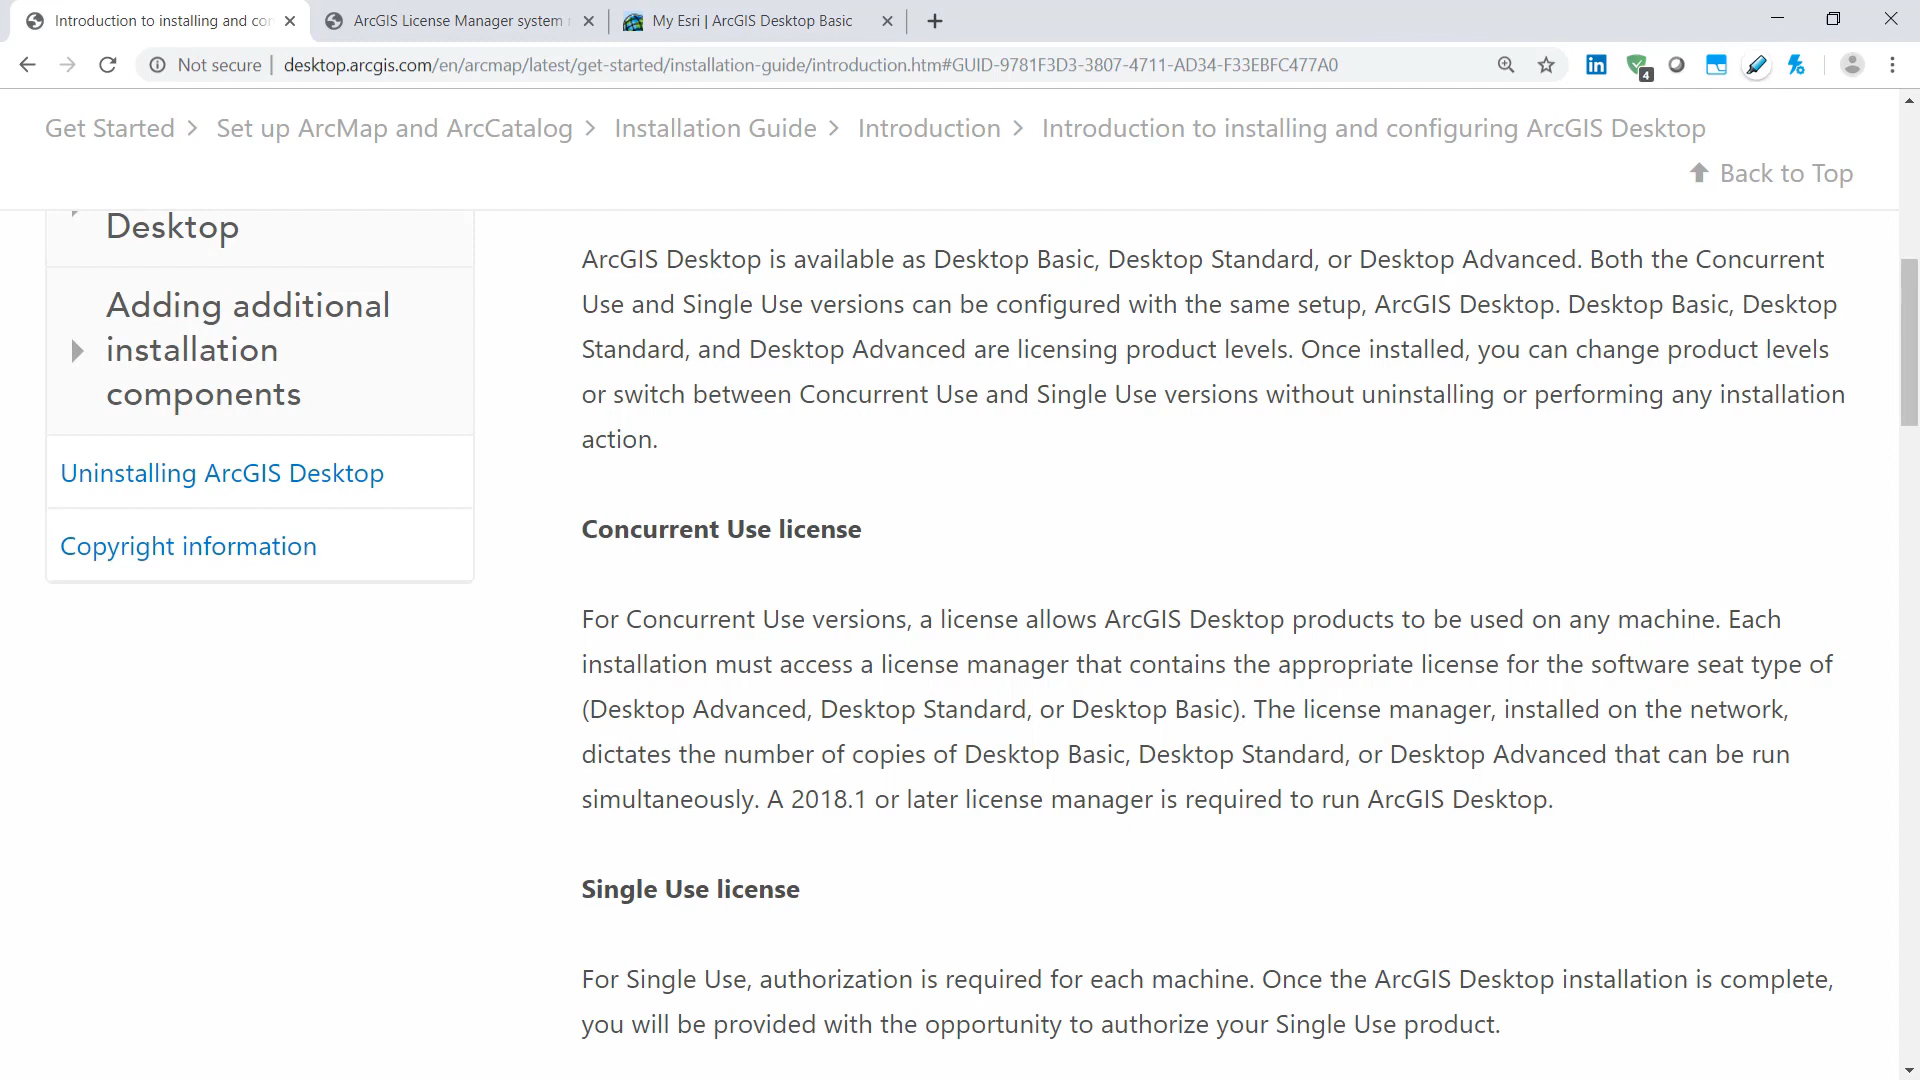 Introduction to installing and con
ArcGIS License Manager system
My Esri | ArcGIS Desktop Basic
Not secure | desktop.arcgis.com/en/arcmap/latest/get-started/installation-guide/introduction.htm#GUID-9781F3D3-3807-4711-AD34-F33EBFC477A0
4
Get Started > Set up ArcMap and ArcCatalog > Installation Guide > Introduction > Introduction to installing and configuring ArcGIS Desktop
Back to Top
Desktop
Adding additional
installation
components
Uninstalling ArcGIS Desktop
Copyright information
ArcGIS Desktop is available as Desktop Basic, Desktop Standard, or Desktop Advanced. Both the Concurrent
Use and Single Use versions can be configured with the same setup, ArcGIS Desktop. Desktop Basic, Desktop
Standard, and Desktop Advanced are licensing product levels. Once installed, you can change product levels
or switch between Concurrent Use and Single Use versions without uninstalling or performing any installation
action.
Concurrent Use license
For Concurrent Use versions, a license allows ArcGIS Desktop products to be used on any machine. Each
installation must access a license manager that contains the appropriate license for the software seat type of
(Desktop Advanced, Desktop Standard, or Desktop Basic). The license manager, installed on the network,
dictates the number of copies of Desktop Basic, Desktop Standard, or Desktop Advanced that can be run
simultaneously. A 2018.1 or later license manager is required to run ArcGIS Desktop.
Single Use license
For Single Use, authorization is required for each machine. Once the ArcGIS Desktop installation is complete,
you will be provided with the opportunity to authorize your Single Use product.